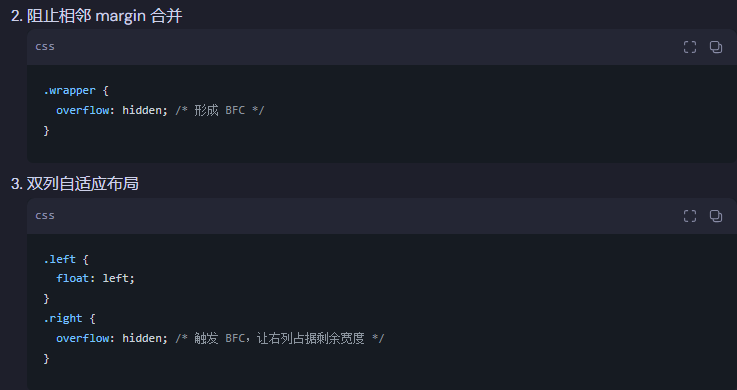 2. 阻止相邻 margin 合并
css
.wrapper {
  overflow: hidden; /* 形成 BFC */
}
3. 双列自适应布局
css
.left {
  float: left;
}
.right {
  overflow: hidden; /* 触发 BFC，让右列占据剩余宽度 */
}